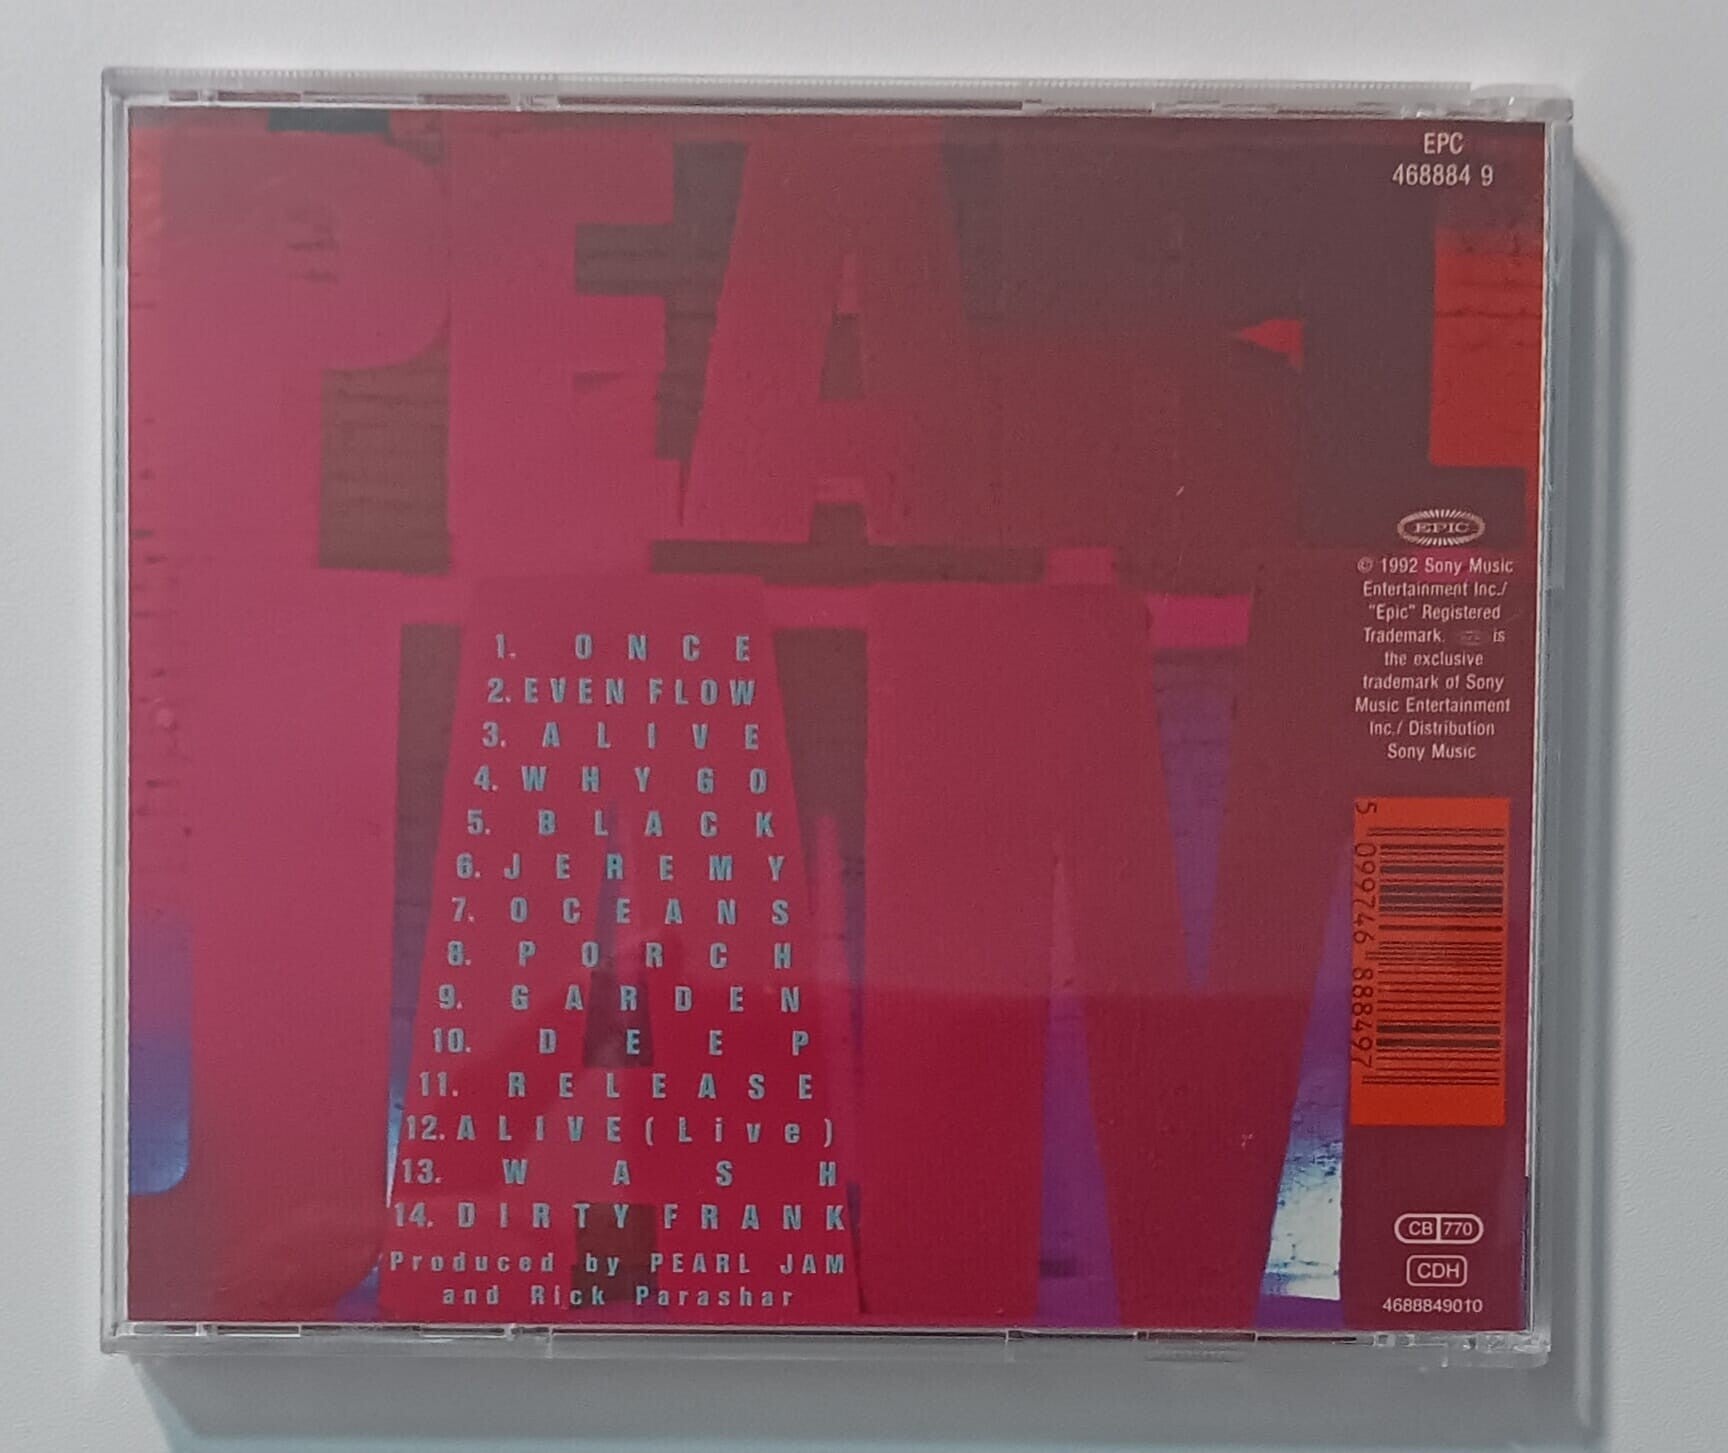 PEARL
JAM
EPC
468884 9
1. ONCE
2. EVEN FLOW
3. ALIVE
4. WHY GO
5. BLACK
6. JEREMY
7. OCEANS
8. PORCH
9. GARDEN
10. DEEP
11. RELEASE
12. ALIVE (Live)
13. WASH
14. DIRTY FRANK
Produced by PEARL JAM
and Rick Parashar
EPIC
© 1992 Sony Music
Entertainment Inc./
"Epic" Registered
Trademark. is
the exclusive
trademark of Sony
Music Entertainment
Inc./ Distribution
Sony Music
5 099746 888497
CB 770
CDH
4688849010